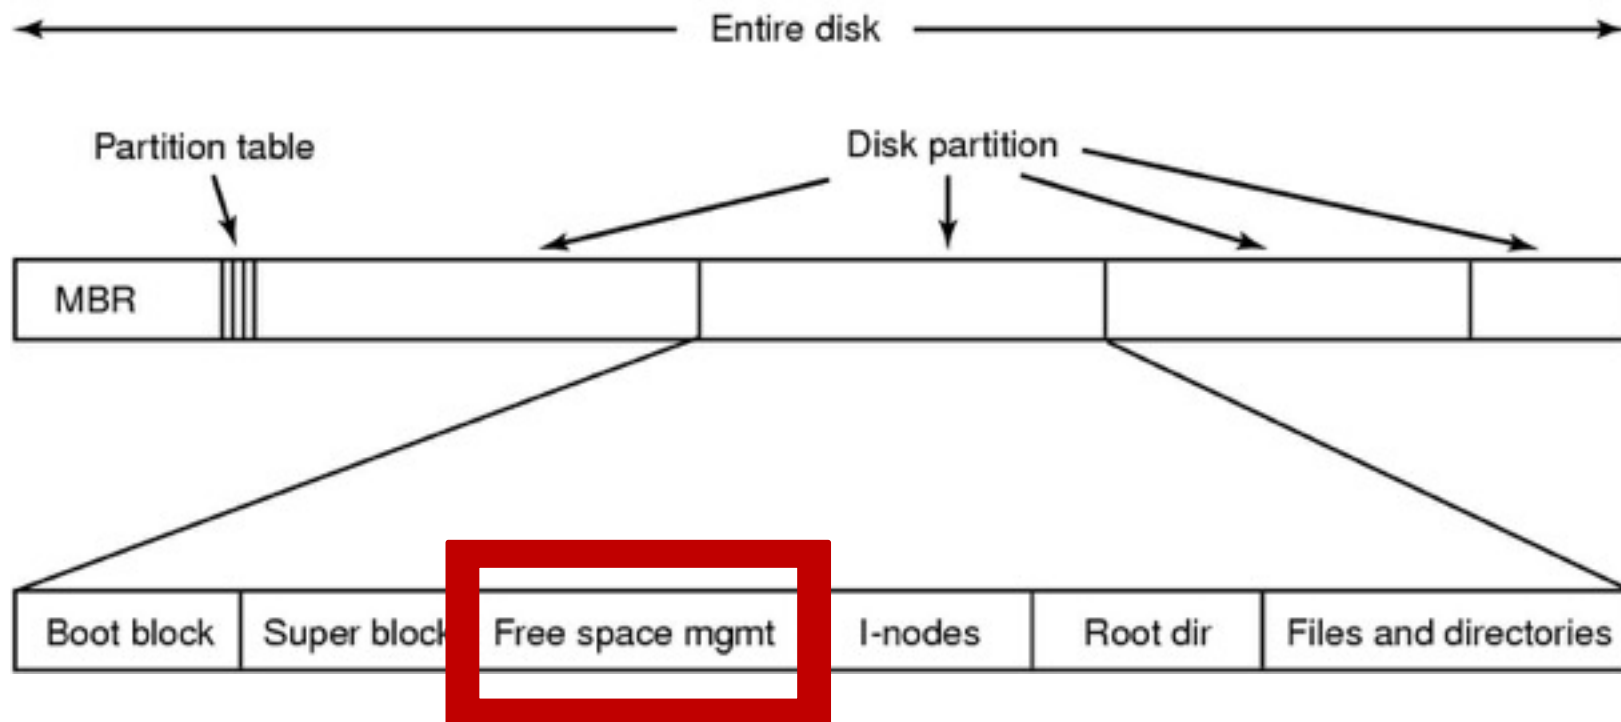 Entire disk
Partition table
Disk partition
MBR
Boot block
Super block
Free space mgmt
I-nodes
Root dir
Files and directories